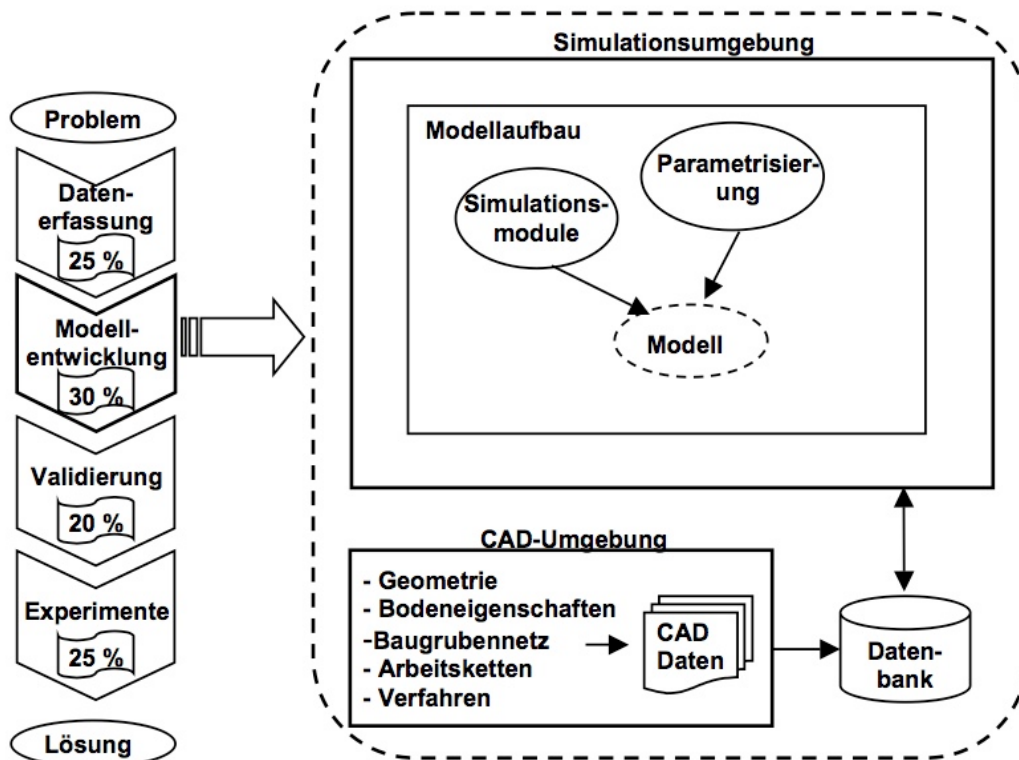 Problem
Daten-
erfassung
25 %
Modell-
entwicklung
30 %
Validierung
20 %
Experimente
25 %
Lösung
Simulationsumgebung
Modellaufbau
Simulations-
module
Parametrisier-
ung
Modell
CAD-Umgebung
- Geometrie
- Bodeneigenschaften
-Baugrubennetz
- Arbeitsketten
- Verfahren
CAD
Daten
Daten-
bank